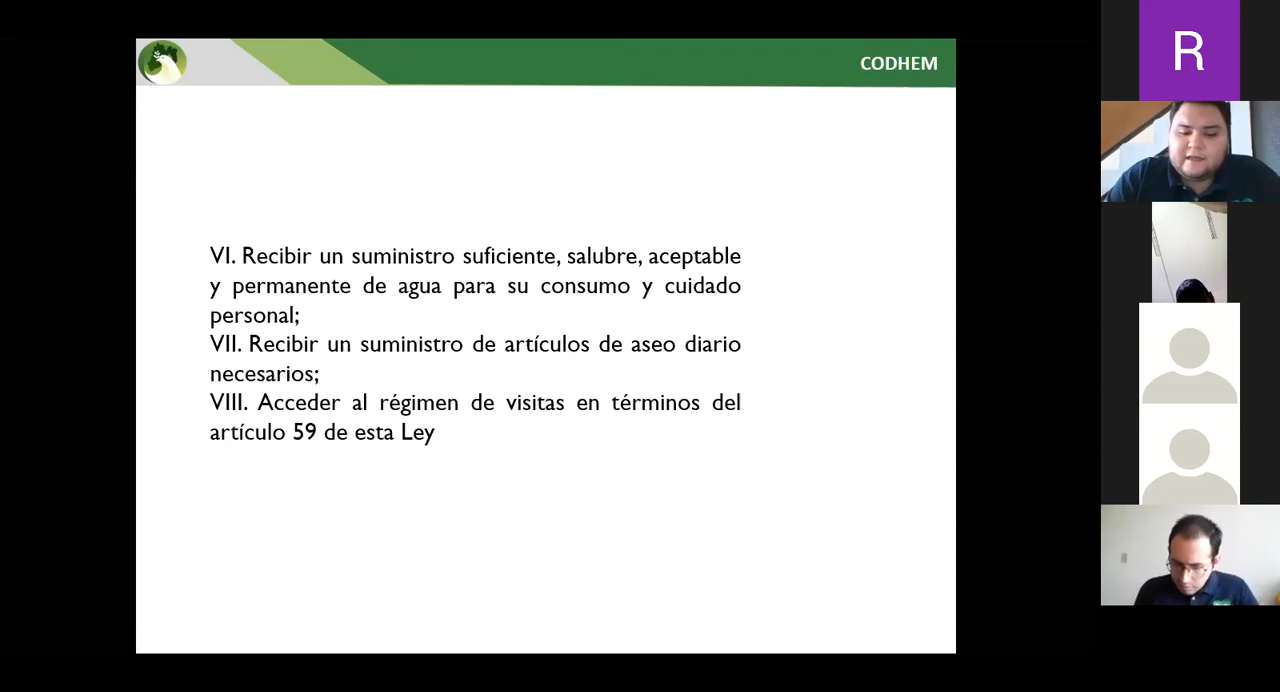 CODHEM
R
VI. Recibir un suministro suficiente, salubre, aceptable
y permanente de agua para su consumo y cuidado
personal;
VII. Recibir un suministro de artículos de aseo diario
necesarios;
VIII. Acceder al régimen de visitas en términos del
artículo 59 de esta Ley